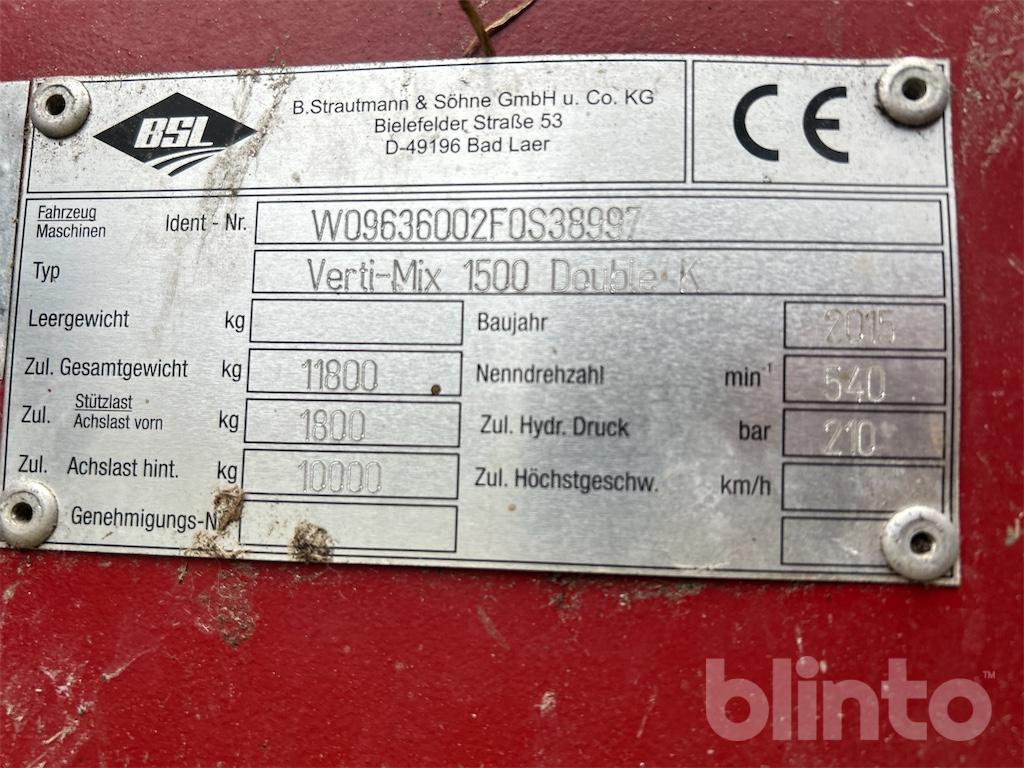 BSL
B.Strautmann & Söhne GmbH u. Co. KG
Bielefelder Straße 53
D-49196 Bad Laer
CE
Fahrzeug
Maschinen
Ident - Nr.
W09636002F0S38997
Typ
Verti-Mix 1500 Double K
Leergewicht kg
Baujahr 2015
Zul. Gesamtgewicht kg 11800
Nenndrehzahl min-1 540
Zul. Stützlast
Achslast vorn kg 1800
Zul. Hydr. Druck bar 210
Zul. Achslast hint. kg 10000
Zul. Höchstgeschw. km/h
Genehmigungs-N
blinto™